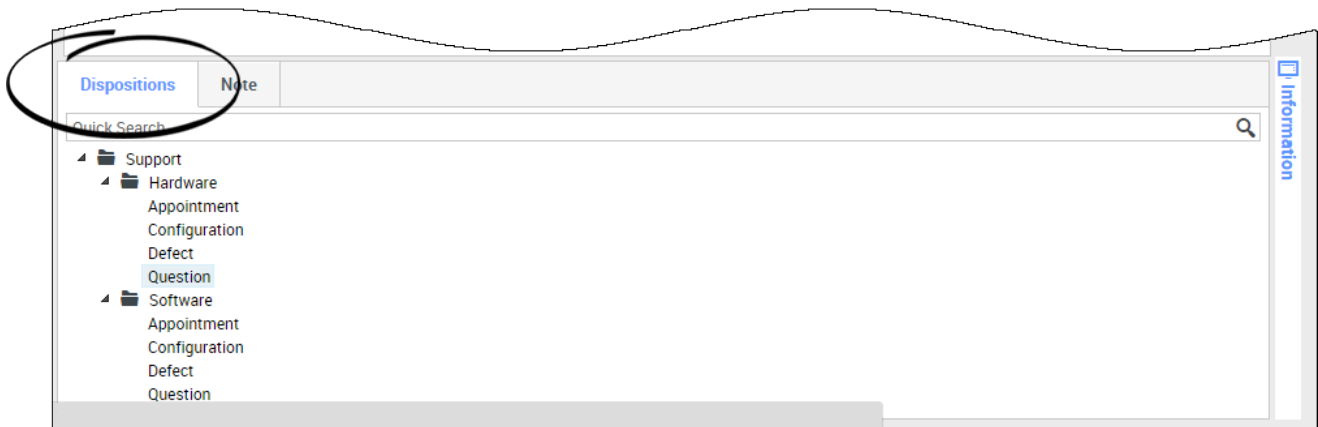 Dispositions
Note
Quick Search
Support
Hardware
Appointment
Configuration
Defect
Question
Software
Appointment
Configuration
Defect
Question
Information